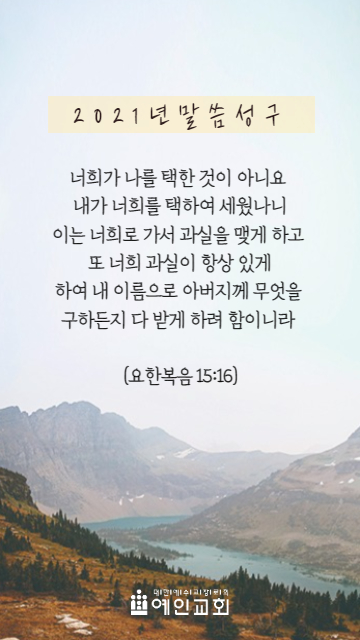 2021년말씀성구
너희가 나를 택한 것이 아니요
내가 너희를 택하여 세웠나니
이는 너희로 가서 과실을 맺게 하고
또 너희 과실이 항상 있게
하여 내 이름으로 아버지께 무엇을
구하든지 다 받게 하려 함이니라
(요한복음 15:16)
예인교회